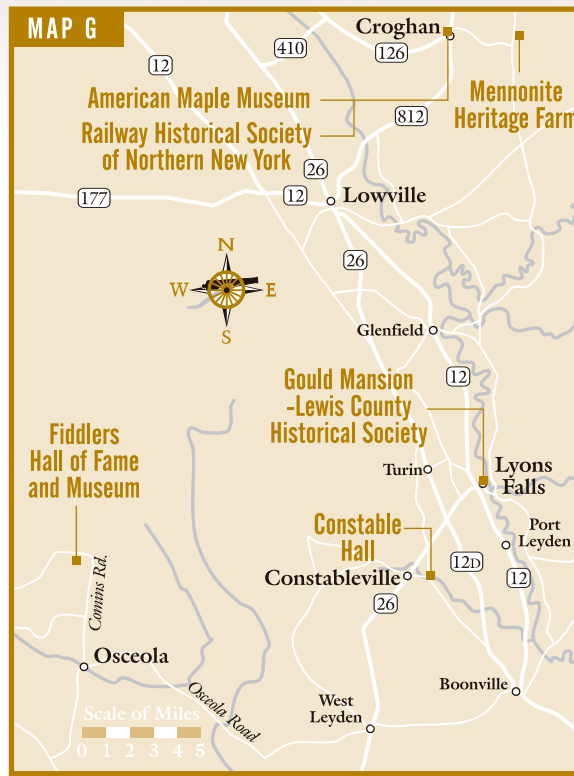 MAP G
Croghan
410
12
126
American Maple Museum
Mennonite
Heritage Farm
812
Railway Historical Society
of Northern New York
26
177
12
Lowville
N
W
E
S
26
Glenfield
12
Gould Mansion
-Lewis County
Historical Society
Fiddlers
Hall of Fame
and Museum
Turin
Lyons
Falls
Constable
Hall
Port
Leyden
12D
12
Constableville
26
Comins Rd.
Osceola
Osceola Road
Boonville
West
Leyden
Scale of Miles
0 1 2 3 4 5